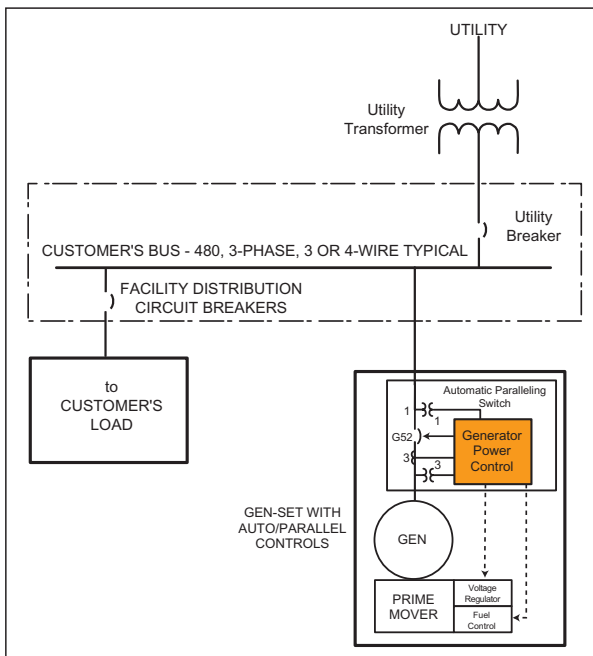 UTILITY
Utility
Transformer
Utility
Breaker
CUSTOMER'S BUS - 480, 3-PHASE, 3 OR 4-WIRE TYPICAL
FACILITY DISTRIBUTION
CIRCUIT BREAKERS
to
CUSTOMER'S
LOAD
Automatic Paralleling
Switch
1
1
G52
3
3
Generator
Power
Control
GEN-SET WITH
AUTO/PARALLEL
CONTROLS
GEN
PRIME
MOVER
Voltage
Regulator
Fuel
Control